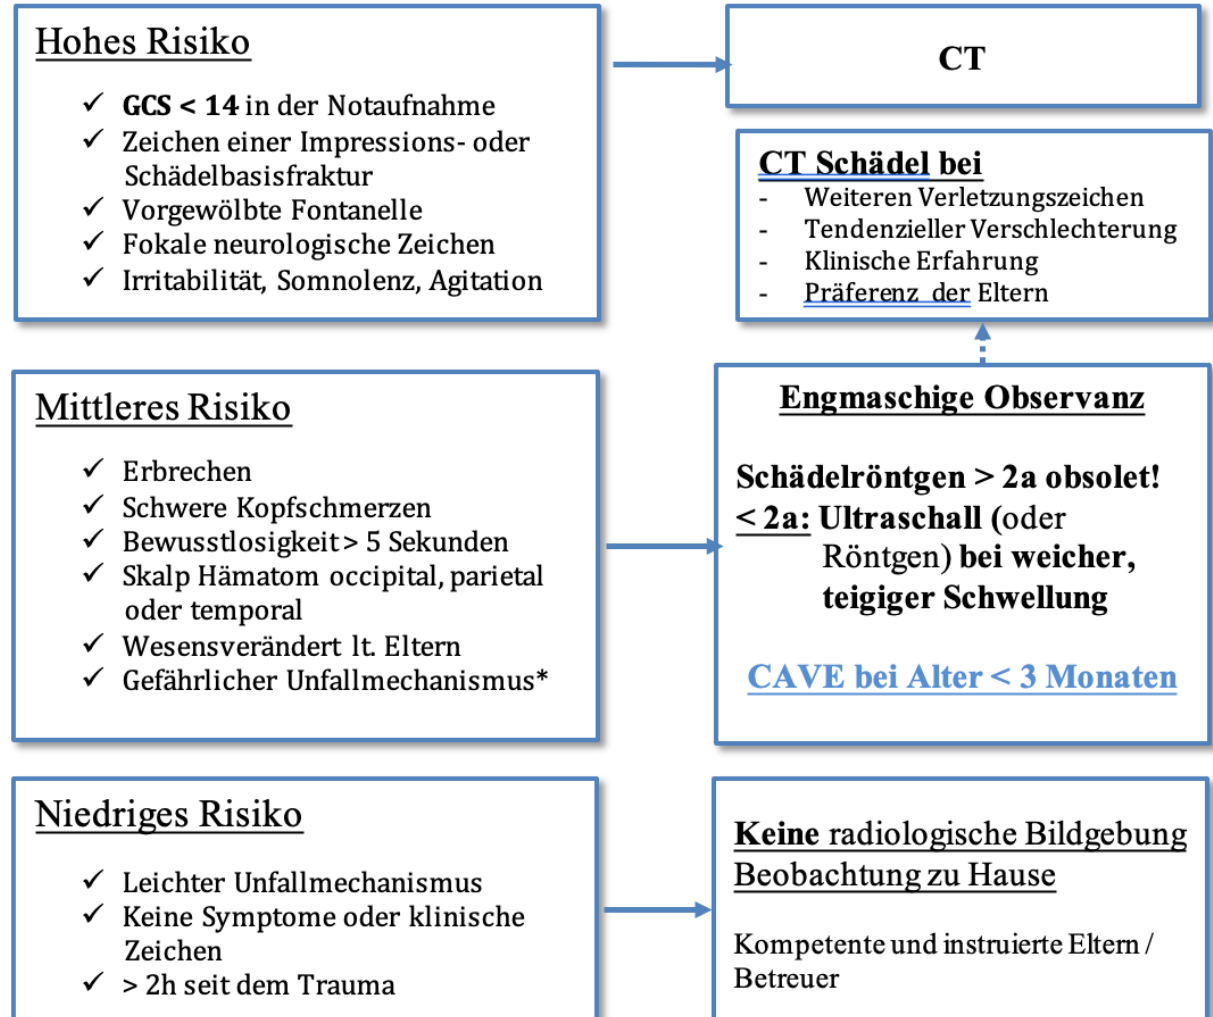 Hohes Risiko
✓ GCS < 14 in der Notaufnahme
✓ Zeichen einer Impressions- oder
Schädelbasisfraktur
✓ Vorgewölbte Fontanelle
✓ Fokale neurologische Zeichen
✓ Irritabilität, Somnolenz, Agitation
CT
CT Schädel bei
- Weiteren Verletzungszeichen
- Tendenzieller Verschlechterung
- Klinische Erfahrung
- Präferenz der Eltern
Mittleres Risiko
✓ Erbrechen
✓ Schwere Kopfschmerzen
✓ Bewusstlosigkeit > 5 Sekunden
✓ Skalp Hämatom occipital, parietal
oder temporal
✓ Wesensverändert lt. Eltern
✓ Gefährlicher Unfallmechanismus*
Engmaschige Observanz
Schädelröntgen > 2a obsolet!
< 2a: Ultraschall (oder
Röntgen) bei weicher,
teigiger Schwellung
CAVE bei Alter < 3 Monaten
Niedriges Risiko
✓ Leichter Unfallmechanismus
✓ Keine Symptome oder klinische
Zeichen
✓ > 2h seit dem Trauma
Keine radiologische Bildgebung
Beobachtung zu Hause
Kompetente und instruierte Eltern /
Betreuer